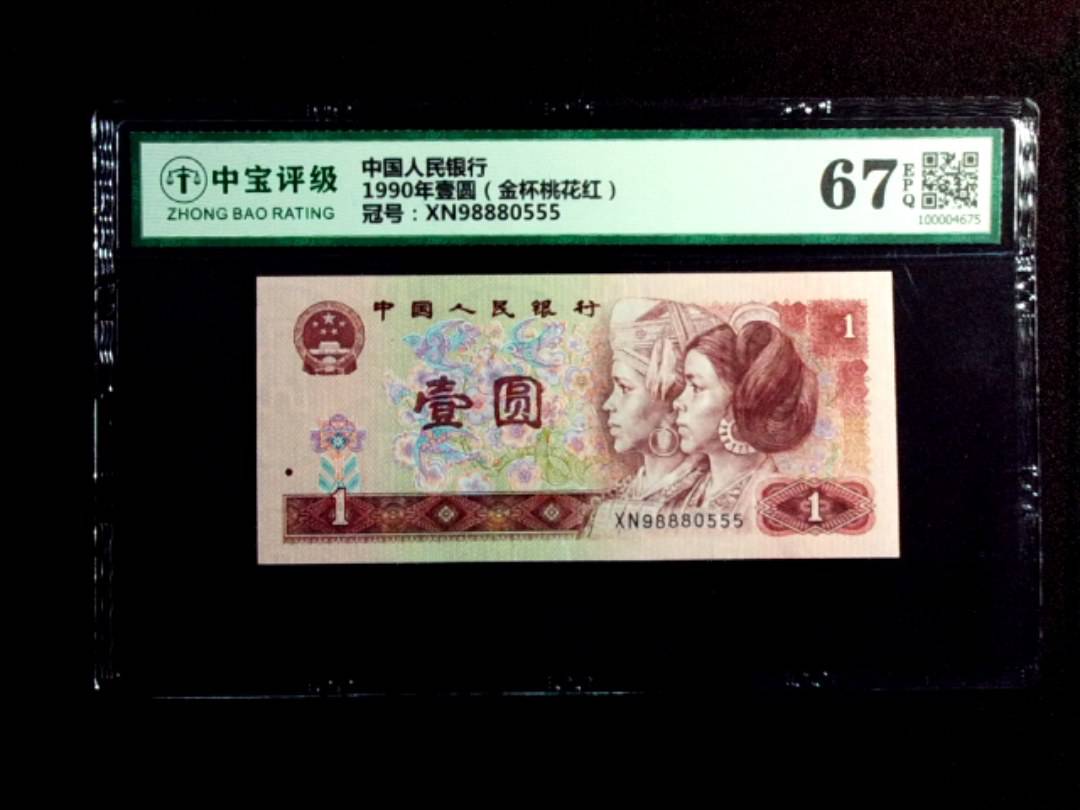 中宝评级
ZHONG BAO RATING
中国人民银行
1990年壹圆（金杯桃花红）
冠号：XN98880555
67
EPQ
100004675
中国人民银行
1
壹圆
1
XN98880555
1